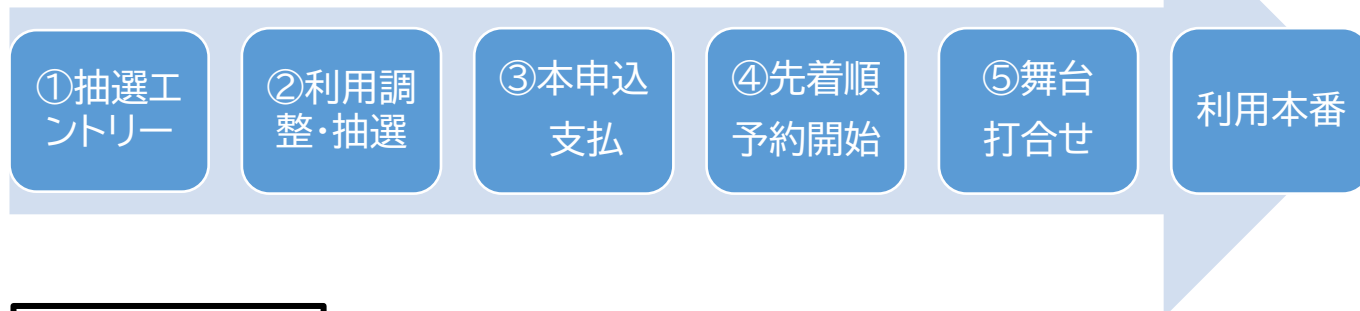 ①抽選エ
ントリー
②利用調
整・抽選
③本申込
支払
④先着順
予約開始
⑤舞台
打合せ
利用本番